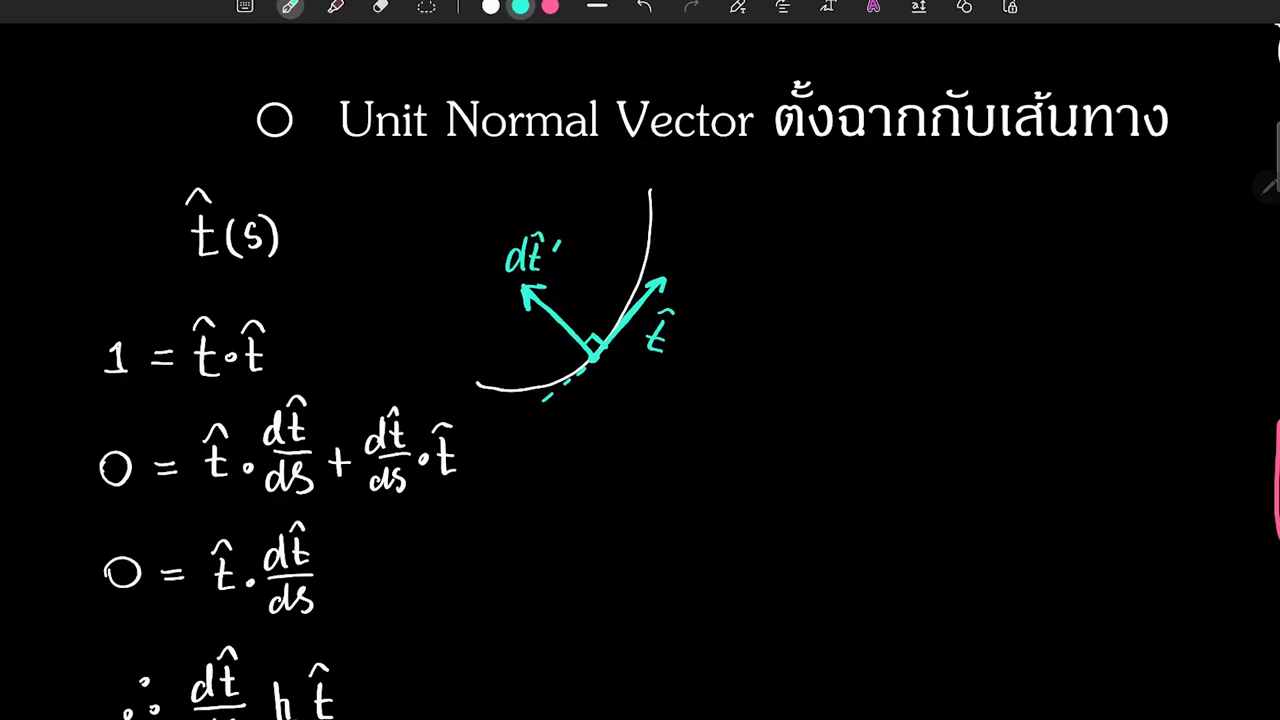 ○ Unit Normal Vector ตั้งฉากกับเส้นทาง
t̂(s)
dt̂'
t̂
1 = t̂·t̂
0 = t̂·dt̂/ds + dt̂/ds·t̂
0 = t̂·dt̂/ds
∴ dt̂ t̂